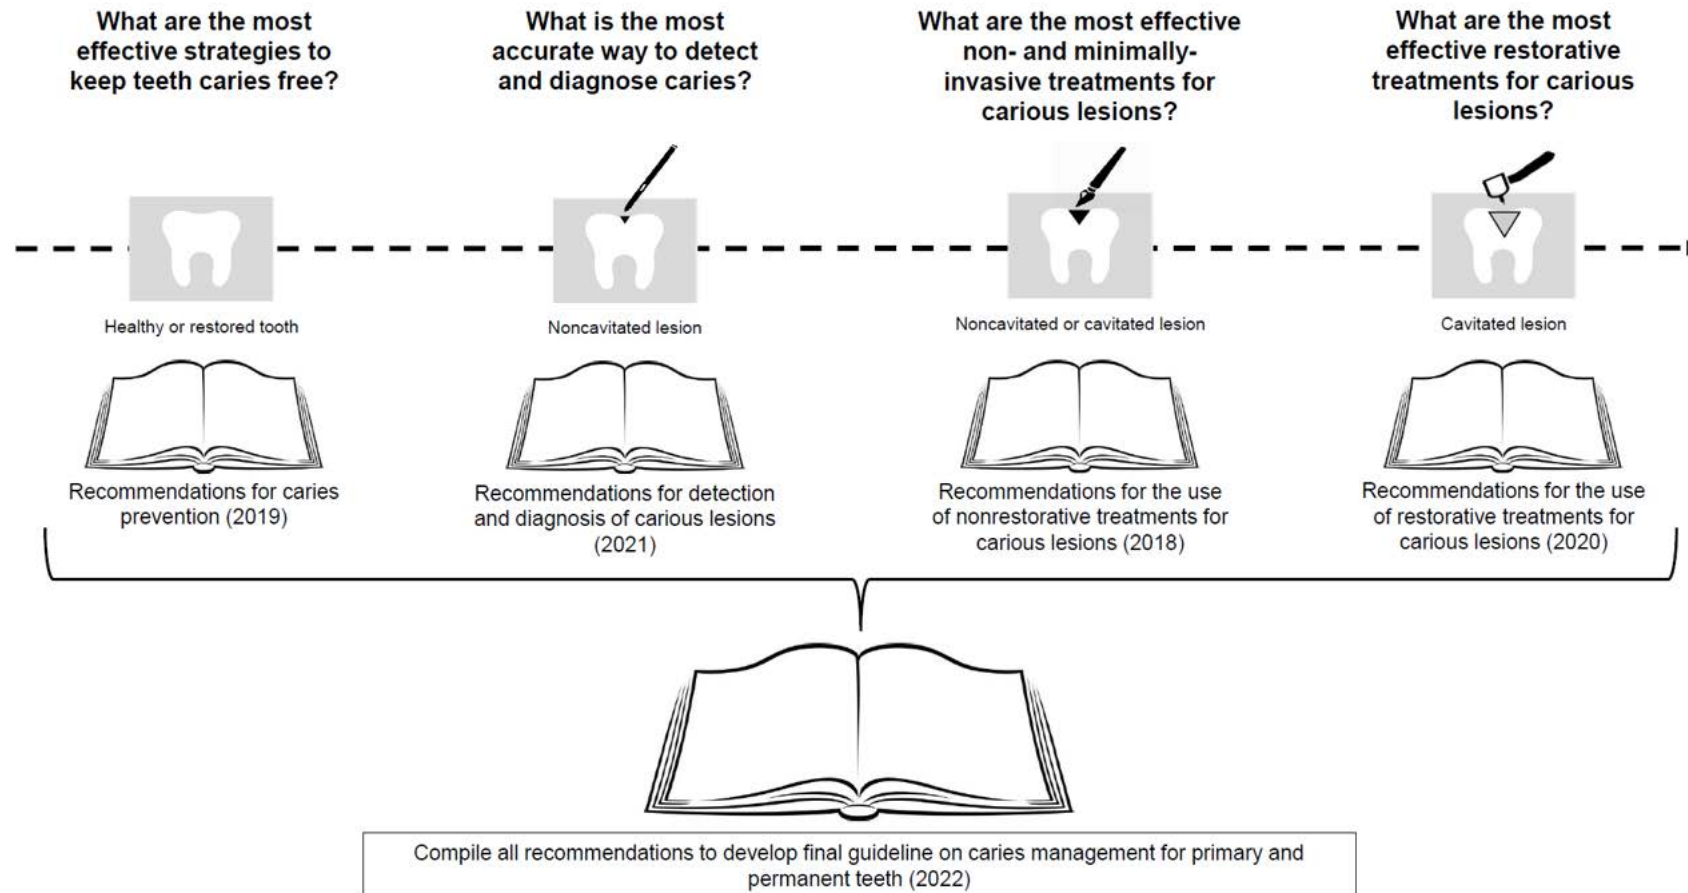 What are the most
effective strategies to
keep teeth caries free?
What is the most
accurate way to detect
and diagnose caries?
What are the most effective
non- and minimally-
invasive treatments for
carious lesions?
What are the most
effective restorative
treatments for carious
lesions?
Healthy or restored tooth
Noncavitated lesion
Noncavitated or cavitated lesion
Cavitated lesion
Recommendations for caries
prevention (2019)
Recommendations for detection
and diagnosis of carious lesions
(2021)
Recommendations for the use
of nonrestorative treatments for
carious lesions (2018)
Recommendations for the use
of restorative treatments for
carious lesions (2020)
Compile all recommendations to develop final guideline on caries management for primary and
permanent teeth (2022)